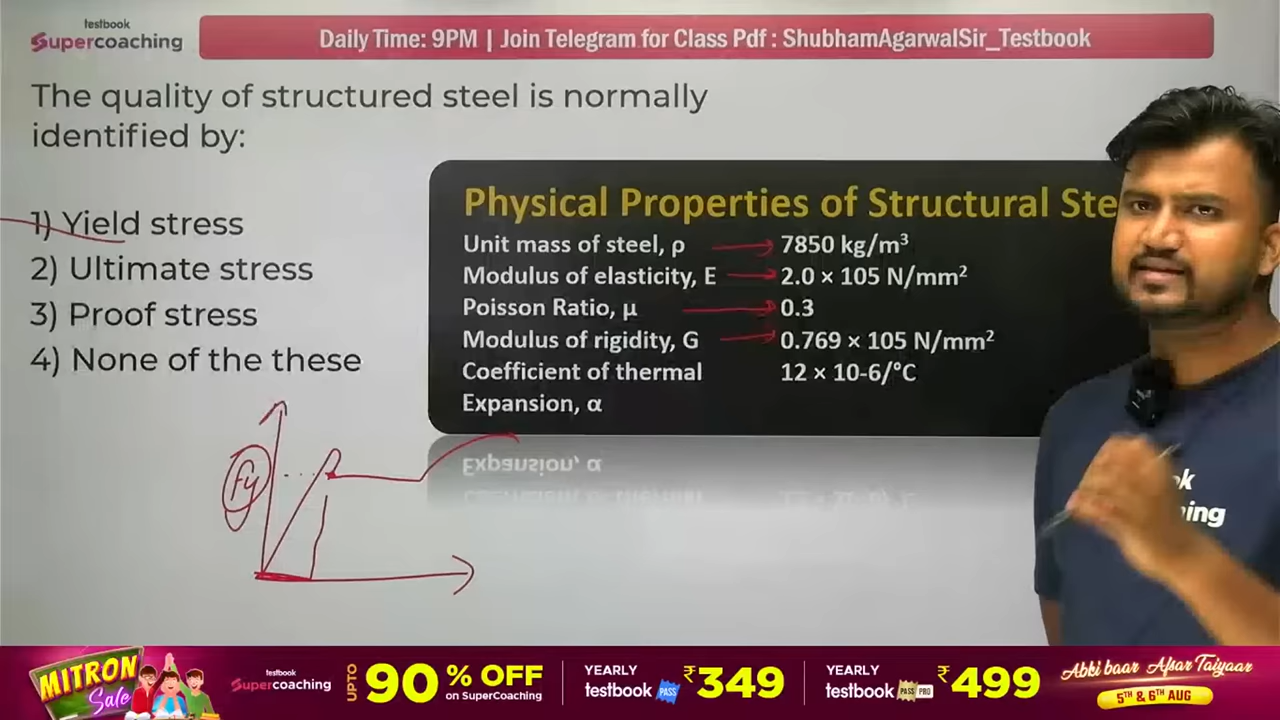 testbook
Supercoaching
Daily Time: 9PM | Join Telegram for Class Pdf : ShubhamAgarwalSir_Testbook
The quality of structured steel is normally
identified by:
1) Yield stress
2) Ultimate stress
3) Proof stress
4) None of the these
Physical Properties of Structural Ste
Unit mass of steel, ρ → 7850 kg/m³
Modulus of elasticity, E → 2.0 × 105 N/mm²
Poisson Ratio, μ → 0.3
Modulus of rigidity, G → 0.769 × 105 N/mm²
Coefficient of thermal 12 × 10-6/°C
Expansion, α
fy
MITRON
Sale
testbook
Supercoaching
UPTO 90 % OFF
on SuperCoaching
YEARLY
testbook PASS
₹349
YEARLY
testbook PASS PRO
₹499
Abki baar Afsar Taiyaar
5TH & 6TH AUG